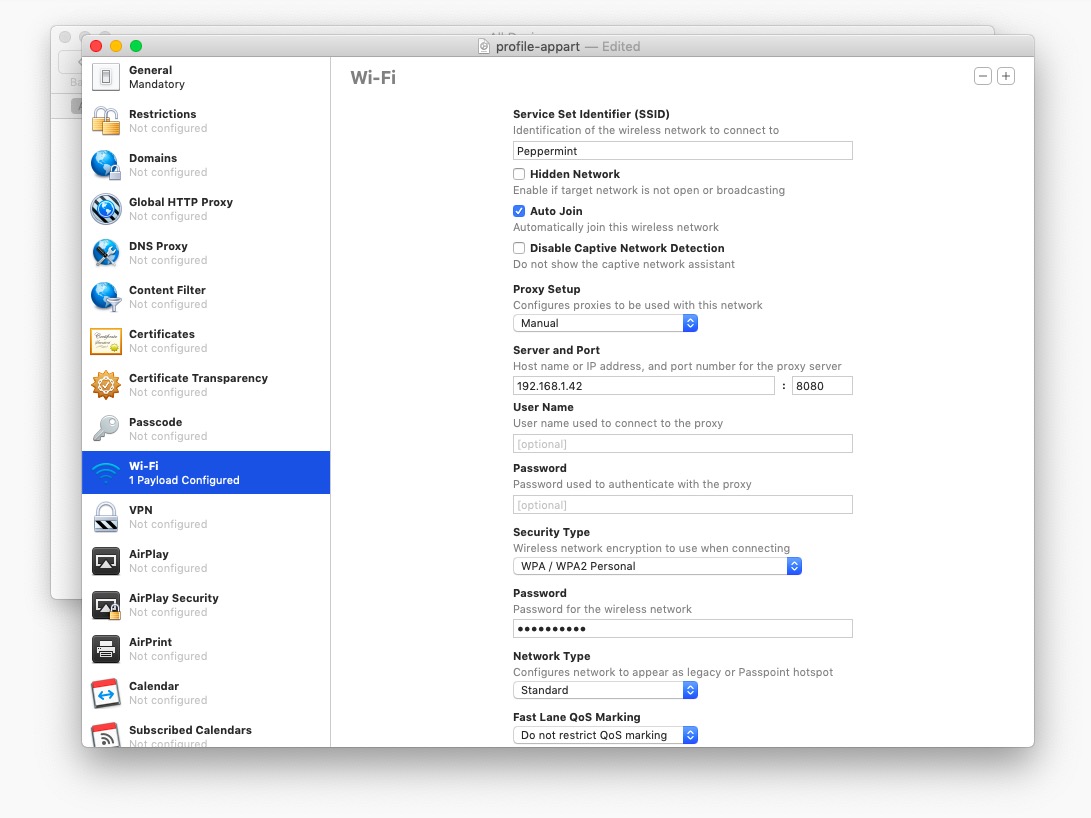 profile-appart — Edited
General
Mandatory
Restrictions
Not configured
Domains
Not configured
Global HTTP Proxy
Not configured
DNS Proxy
Not configured
Content Filter
Not configured
Certificates
Not configured
Certificate Transparency
Not configured
Passcode
Not configured
Wi-Fi
1 Payload Configured
VPN
Not configured
AirPlay
Not configured
AirPlay Security
Not configured
AirPrint
Not configured
Calendar
Not configured
Subscribed Calendars
Not configured
Wi-Fi
Service Set Identifier (SSID)
Identification of the wireless network to connect to
Peppermint
Hidden Network
Enable if target network is not open or broadcasting
Auto Join
Automatically join this wireless network
Disable Captive Network Detection
Do not show the captive network assistant
Proxy Setup
Configures proxies to be used with this network
Manual
Server and Port
Host name or IP address, and port number for the proxy server
192.168.1.42 : 8080
User Name
User name used to connect to the proxy
[optional]
Password
Password used to authenticate with the proxy
[optional]
Security Type
Wireless network encryption to use when connecting
WPA / WPA2 Personal
Password
Password for the wireless network
••••••••••
Network Type
Configures network to appear as legacy or Passpoint hotspot
Standard
Fast Lane QoS Marking
Do not restrict QoS marking